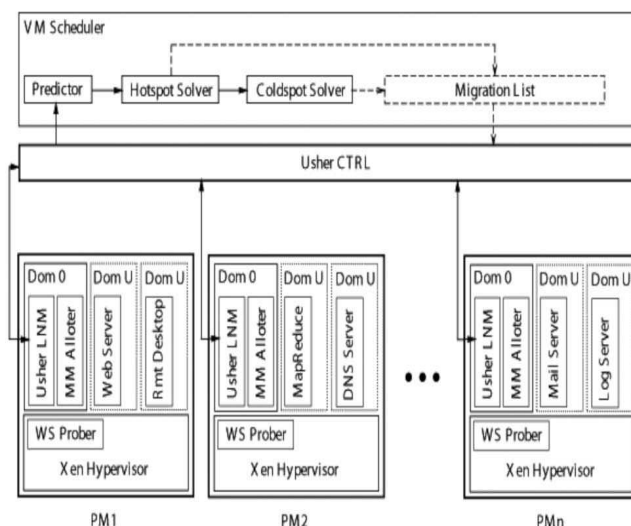 VM Scheduler
Predictor
Hotspot Solver
Coldspot Solver
Migration List
Usher CTRL
Dom 0
Dom U
Dom U
Usher LNM
MM Alloter
Web Server
Rmt Desktop
WS Prober
Xen Hypervisor
PM1
Dom 0
Dom U
Dom U
Usher LNM
MM Alloter
MapReduce
DNS Server
WS Prober
Xen Hypervisor
PM2
Dom 0
Dom U
Dom U
Usher LNM
MM Alloter
Mail Server
Log Server
WS Prober
Xen Hypervisor
PMn